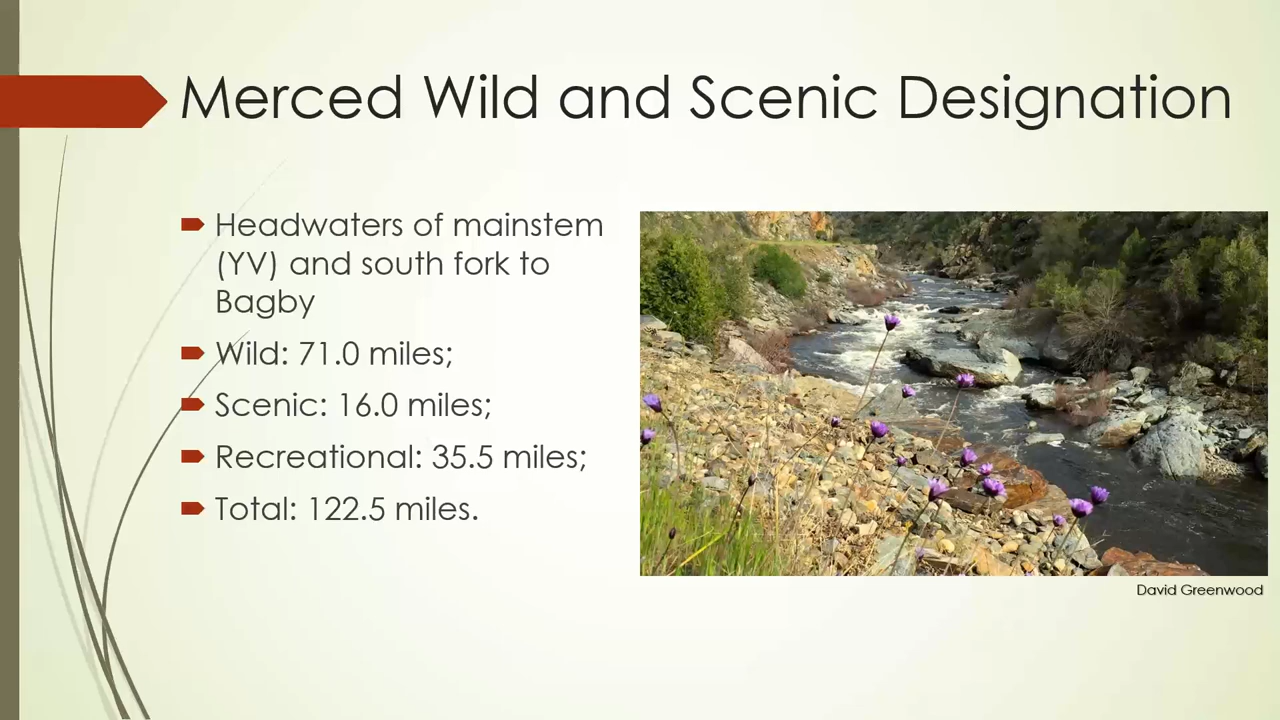 Merced Wild and Scenic Designation
Headwaters of mainstem
(YV) and south fork to
Bagby
Wild: 71.0 miles;
Scenic: 16.0 miles;
Recreational: 35.5 miles;
Total: 122.5 miles.
David Greenwood